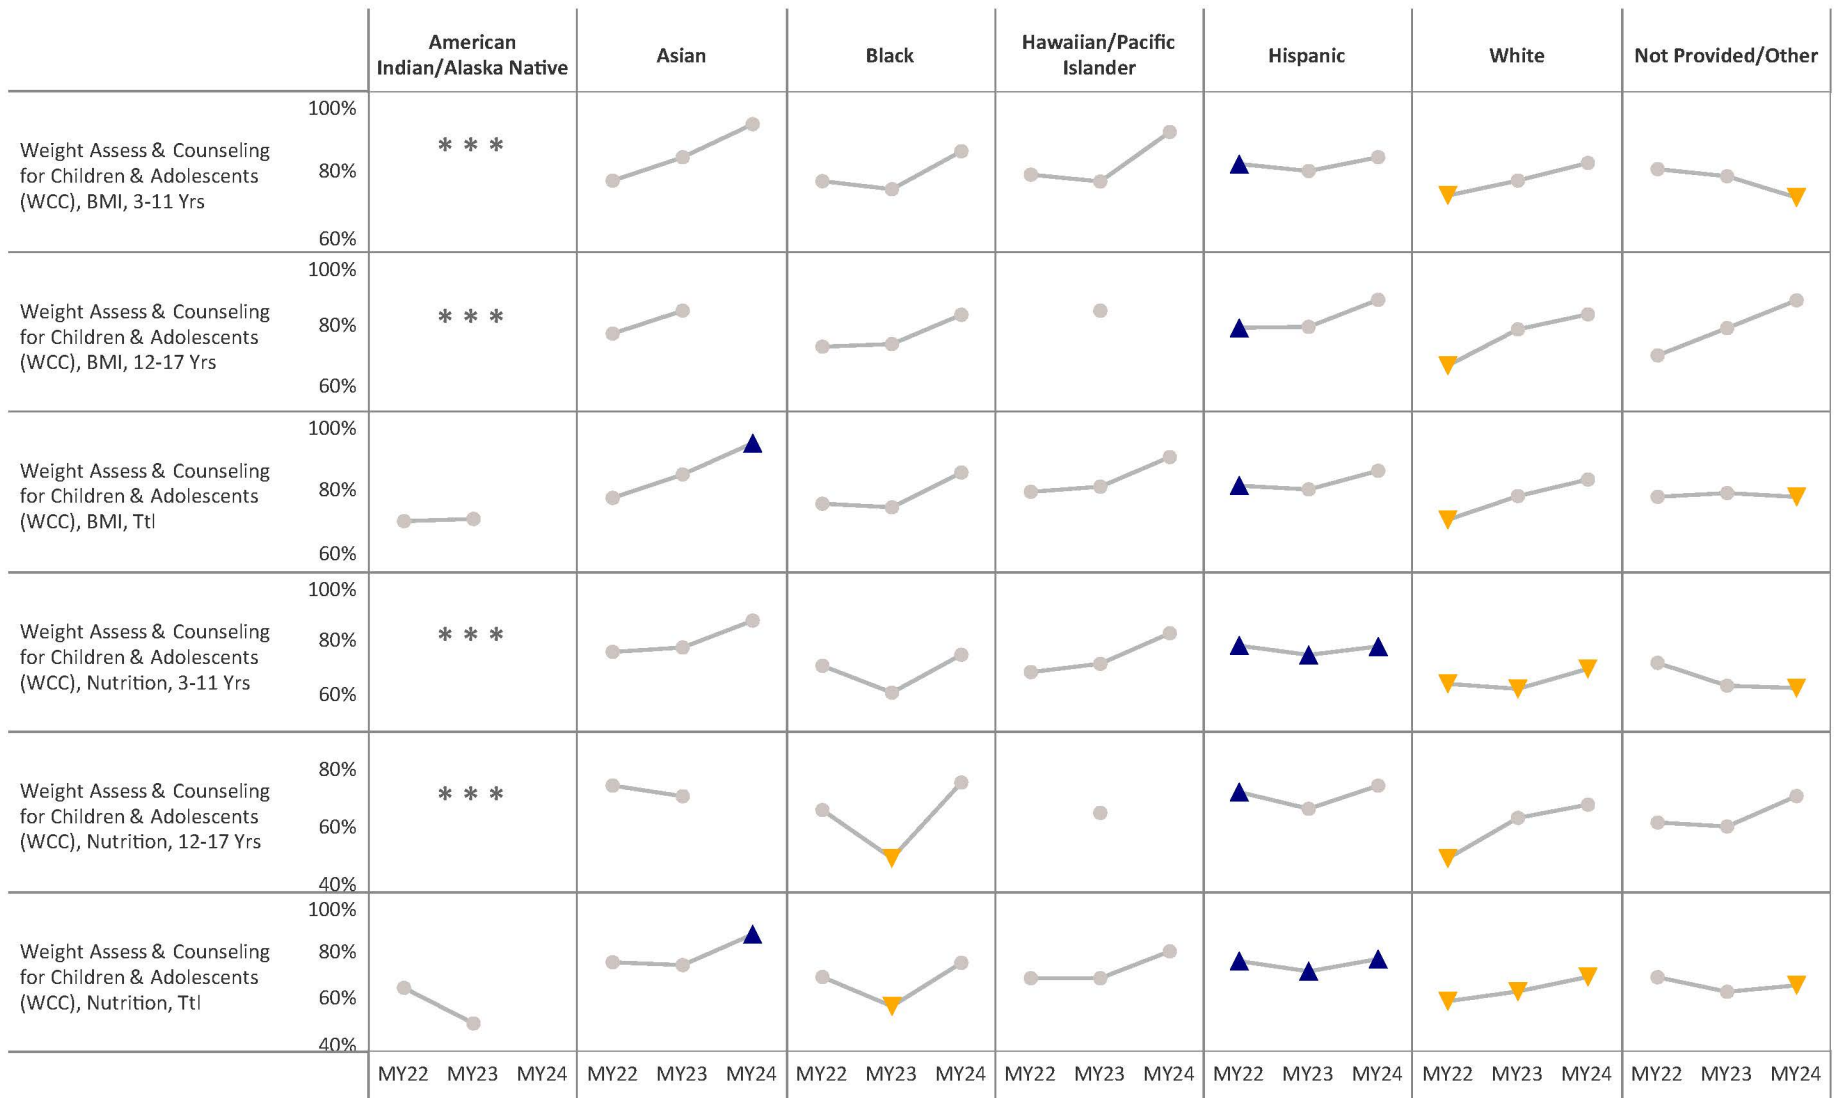 American
Indian/Alaska Native
Asian
Black
Hawaiian/Pacific
Islander
Hispanic
White
Not Provided/Other
Weight Assess & Counseling
for Children & Adolescents
(WCC), BMI, 3-11 Yrs
100%
80%
60%
* * *
Weight Assess & Counseling
for Children & Adolescents
(WCC), BMI, 12-17 Yrs
100%
80%
60%
* * *
Weight Assess & Counseling
for Children & Adolescents
(WCC), BMI, Ttl
100%
80%
60%
Weight Assess & Counseling
for Children & Adolescents
(WCC), Nutrition, 3-11 Yrs
100%
80%
60%
* * *
Weight Assess & Counseling
for Children & Adolescents
(WCC), Nutrition, 12-17 Yrs
80%
60%
40%
* * *
Weight Assess & Counseling
for Children & Adolescents
(WCC), Nutrition, Ttl
100%
80%
60%
40%
MY22 MY23 MY24 MY22 MY23 MY24 MY22 MY23 MY24 MY22 MY23 MY24 MY22 MY23 MY24 MY22 MY23 MY24 MY22 MY23 MY24